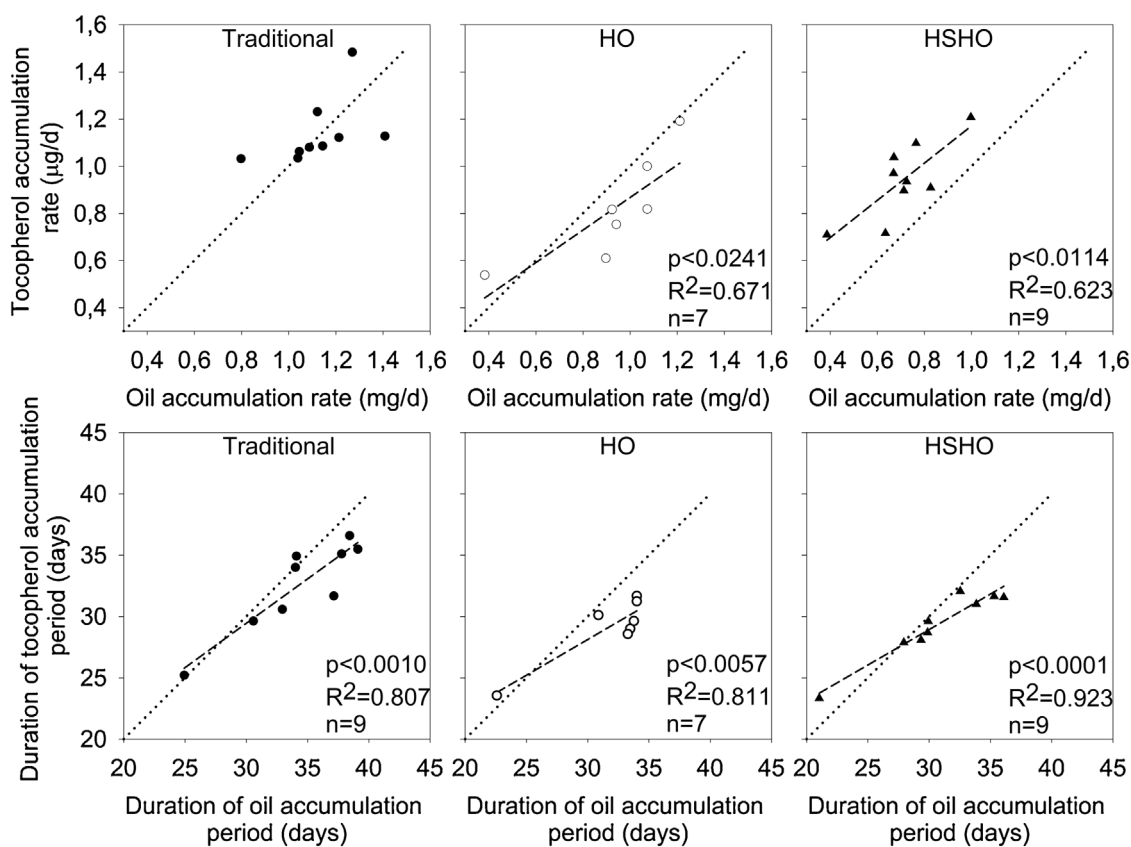 Traditional
HO
HSHO
Tocopherol accumulation
rate (µg/d)
1,6
1,4
1,2
1,0
0,8
0,6
0,4
p<0.0241
R2=0.671
n=7
p<0.0114
R2=0.623
n=9
0,4 0,6 0,8 1,0 1,2 1,4 1,6
0,4 0,6 0,8 1,0 1,2 1,4 1,6
0,4 0,6 0,8 1,0 1,2 1,4 1,6
Oil accumulation rate (mg/d)
Oil accumulation rate (mg/d)
Oil accumulation rate (mg/d)
Traditional
HO
HSHO
Duration of tocopherol accumulation
period (days)
45
40
35
30
25
20
p<0.0010
R2=0.807
n=9
p<0.0057
R2=0.811
n=7
p<0.0001
R2=0.923
n=9
20 25 30 35 40 45
20 25 30 35 40 45
20 25 30 35 40 45
Duration of oil accumulation
period (days)
Duration of oil accumulation
period (days)
Duration of oil accumulation
period (days)